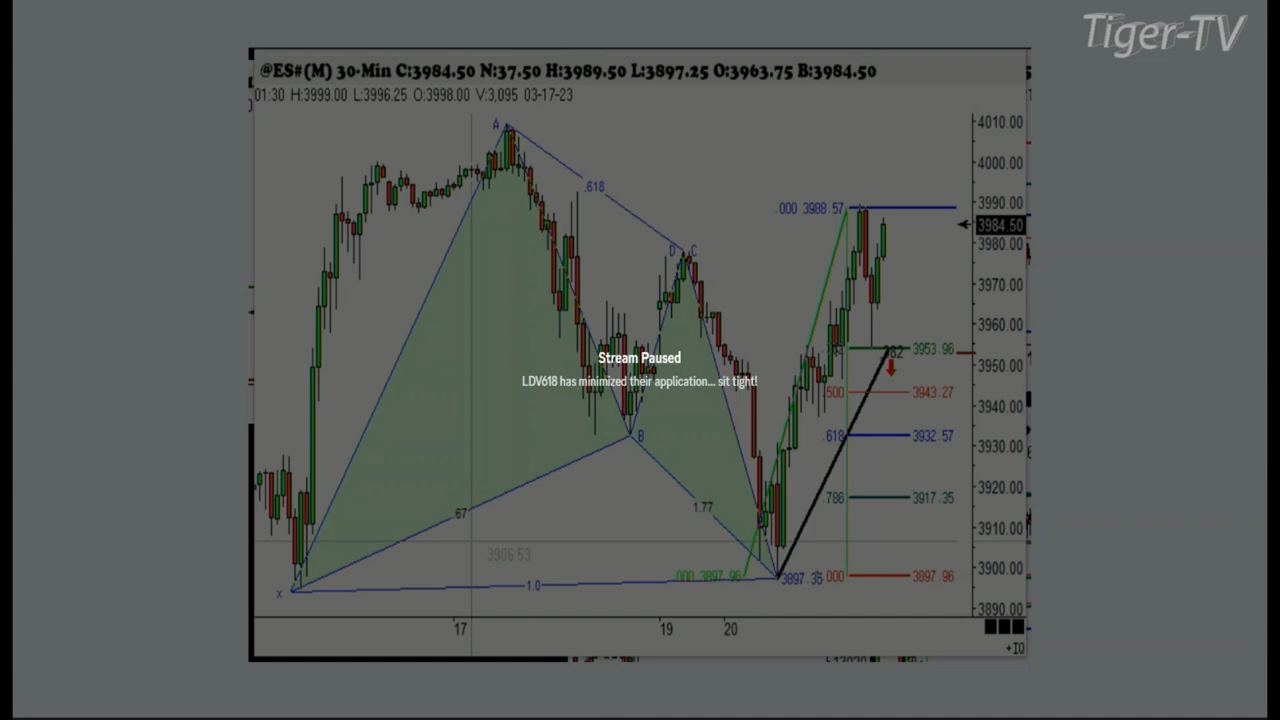 Tiger-TV
@ES#(M) 30-Min C:3984.50 N:37.50 H:3989.50 L:3897.25 O:3963.75 B:3984.50
01:30 H:3999.00 L:3996.25 O:3998.00 V:3,095 03-17-23
4010.00
A
4000.00
.618
3990.00
.000 3988.57
3984.50
3980.00
D C
3970.00
3960.00
Stream Paused
3953.96
3950.00
LDV618 has minimized their application... sit tight!
.500 3943.27
3940.00
B
.618 3932.57
3930.00
3920.00
.786 3917.35
1.77
.67
3910.00
3906.53
3900.00
.000 3897.96
3897.35
.000 3897.96
1.0
X
3890.00
17 19 20
+IQ